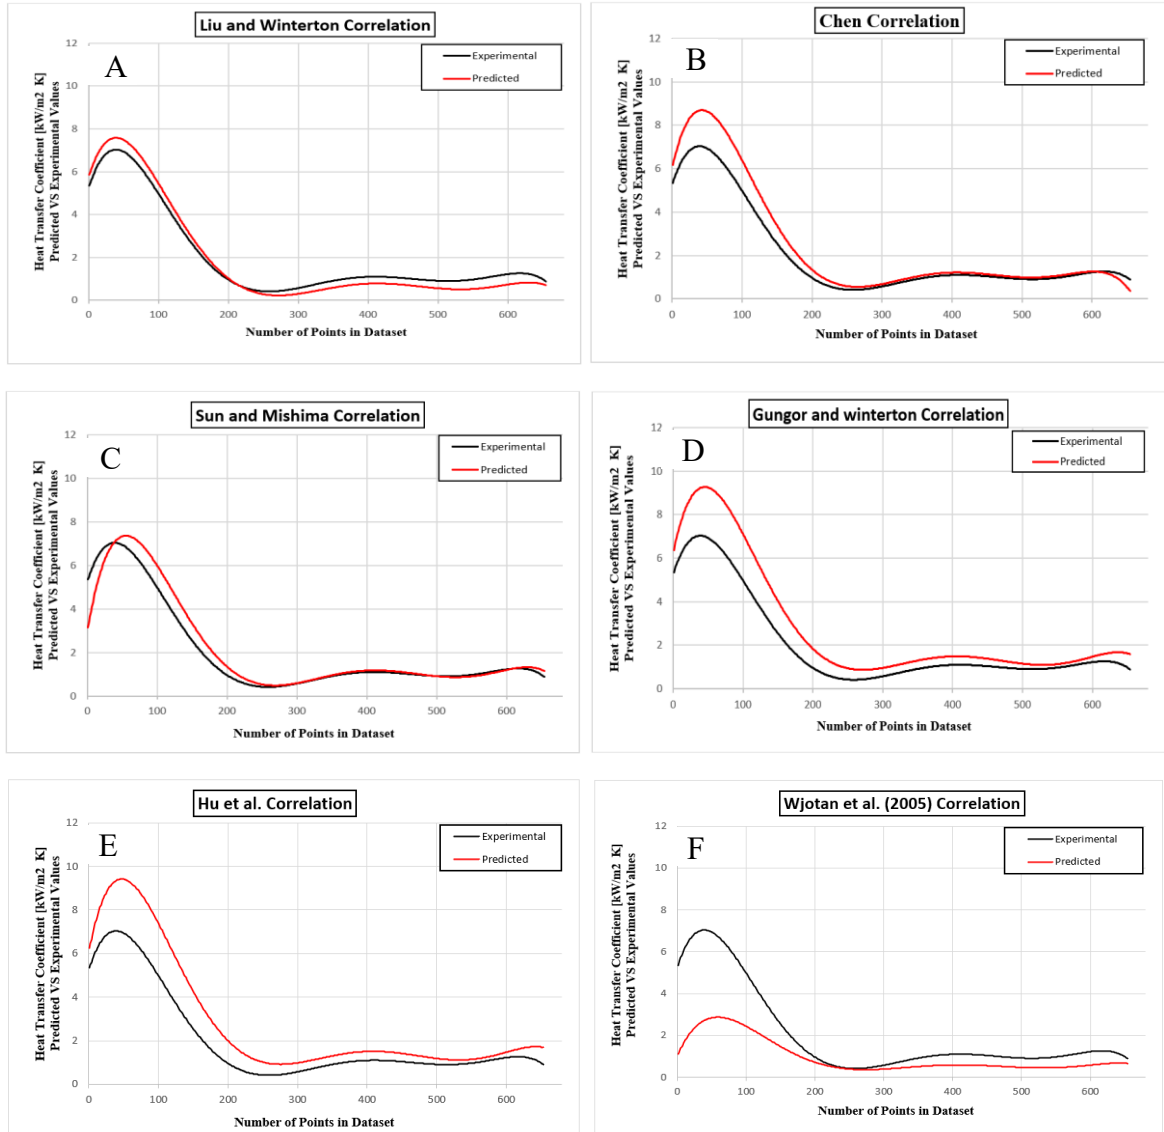 Liu and Winterton Correlation
A
Experimental
Predicted
Heat Transfer Coefficient [kW/m2 K]
Predicted VS Experimental Values
12
10
8
6
4
2
0
0 100 200 300 400 500 600
Number of Points in Dataset
Chen Correlation
B
Experimental
Predicted
Heat Transfer Coefficient [kW/m2 K]
Predicted VS Experimental Values
12
10
8
6
4
2
0
0 100 200 300 400 500 600
Number of Points in Dataset
Sun and Mishima Correlation
C
Experimental
Predicted
Heat Transfer Coefficient [kW/m2 K]
Predicted VS Experimental Values
12
10
8
6
4
2
0
0 100 200 300 400 500 600
Number of Points in Dataset
Gungor and winterton Correlation
D
Experimental
Predicted
Heat Transfer Coefficient [kW/m2 K]
Predicted VS Experimental Values
12
10
8
6
4
2
0
0 100 200 300 400 500 600
Number of Points in Dataset
Hu et al. Correlation
E
Experimental
Predicted
Heat Transfer Coefficient [kW/m2 K]
Predicted VS Experimental Values
12
10
8
6
4
2
0
0 100 200 300 400 500 600
Number of Points in Dataset
Wjotan et al. (2005) Correlation
F
Experimental
Predicted
Heat Transfer Coefficient [kW/m2 K]
Predicted VS Experimental Values
12
10
8
6
4
2
0
0 100 200 300 400 500 600
Number of Points in Dataset